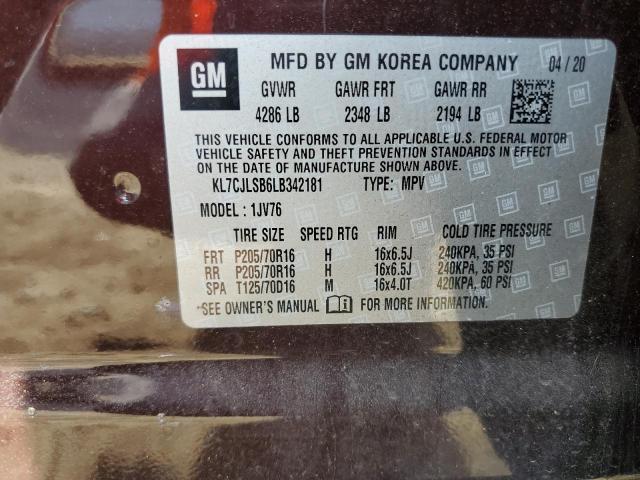 GM
MFD BY GM KOREA COMPANY 04 / 20
GVWR GAWR FRT GAWR RR
4286 LB 2348 LB 2194 LB
THIS VEHICLE CONFORMS TO ALL APPLICABLE U.S. FEDERAL MOTOR
VEHICLE SAFETY AND THEFT PREVENTION STANDARDS IN EFFECT
ON THE DATE OF MANUFACTURE SHOWN ABOVE.
KL7CJLSB6LB342181 TYPE: MPV
MODEL : 1JV76
TIRE SIZE SPEED RTG RIM COLD TIRE PRESSURE
FRT P205/70R16 H 16x6.5J 240KPA, 35 PSI
RR P205/70R16 H 16x6.5J 240KPA, 35 PSI
SPA T125/70D16 M 16x4.0T 420KPA, 60 PSI
*SEE OWNER'S MANUAL FOR MORE INFORMATION.